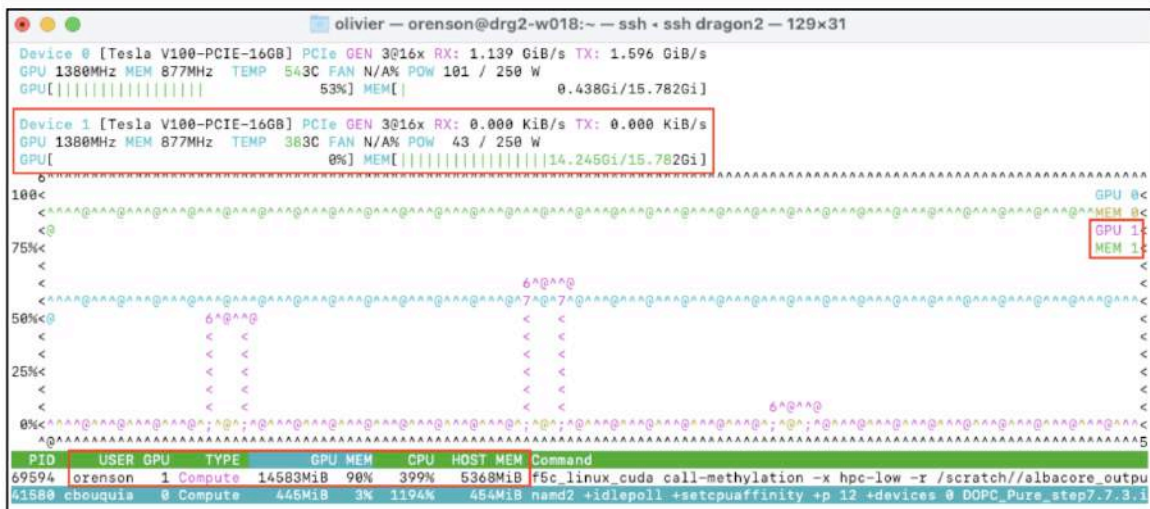 olivier — orenson@drg2-w018:~ — ssh ◂ ssh dragon2 — 129×31
Device 0 [Tesla V100-PCIE-16GB] PCIe GEN 3@16x RX: 1.139 GiB/s TX: 1.596 GiB/s
GPU 1380MHz MEM 877MHz TEMP 543C FAN N/A% POW 101 / 250 W
GPU[||||||||||||||||| 53%] MEM[| 0.438Gi/15.782Gi]
Device 1 [Tesla V100-PCIE-16GB] PCIe GEN 3@16x RX: 0.000 KiB/s TX: 0.000 KiB/s
GPU 1380MHz MEM 877MHz TEMP 383C FAN N/A% POW 43 / 250 W
GPU[ 0%] MEM[|||||||||||||||||14.245Gi/15.782Gi]
100<
GPU 0<
MEM 0<
GPU 1<
75%<
MEM 1<
50%<@
25%<
0%<
PID USER GPU TYPE GPU MEM CPU HOST MEM Command
69594 orenson 1 Compute 14583MiB 90% 399% 5368MiB f5c_linux_cuda call-methylation -x hpc-low -r /scratch//albacore_outpu
41580 cbouquia 0 Compute 445MiB 3% 1194% 454MiB namd2 +idlepoll +setcpuaffinity +p 12 +devices 0 DOPC_Pure_step7.7.3.i